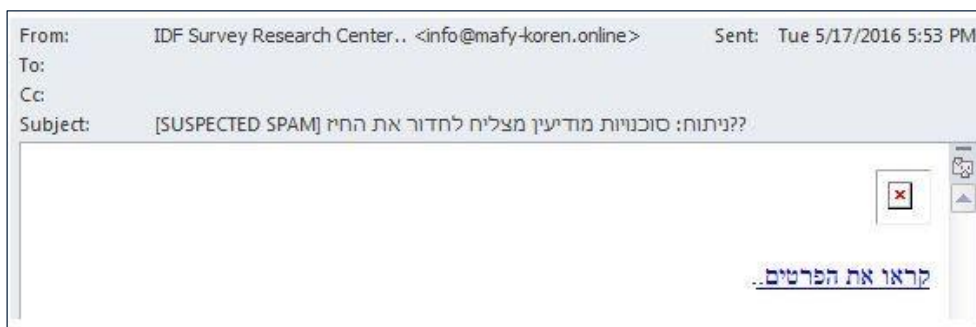 From: IDF Survey Research Center.. <info@mafy-koren.online> Sent: Tue 5/17/2016 5:53 PM
To:
Cc:
Subject: [SUSPECTED SPAM] ניתוח: סוכנויות מודיעין מצליח לחדור את החיז??
קראו את הפרטים..